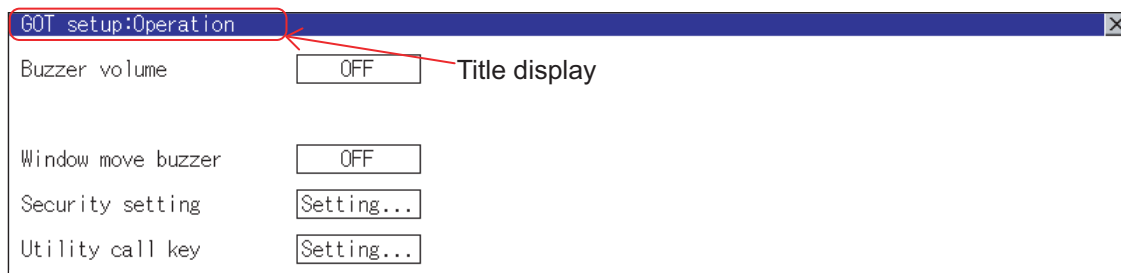 GOT setup:Operation
Buzzer volume OFF Title display
Window move buzzer OFF
Security setting Setting...
Utility call key Setting...